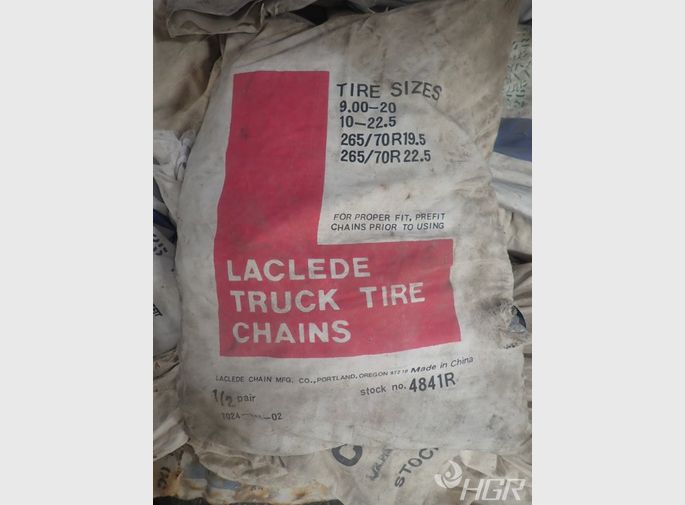 TIRE SIZES
9.00-20
10-22.5
265/70R19.5
265/70R22.5
FOR PROPER FIT, PREFIT
CHAINS PRIOR TO USING
LACLEDE
TRUCK TIRE
CHAINS
LACLEDE CHAIN MFG. CO., PORTLAND, OREGON Made in China
stock no. 4841R
1/2 pair
STOCK
HGR